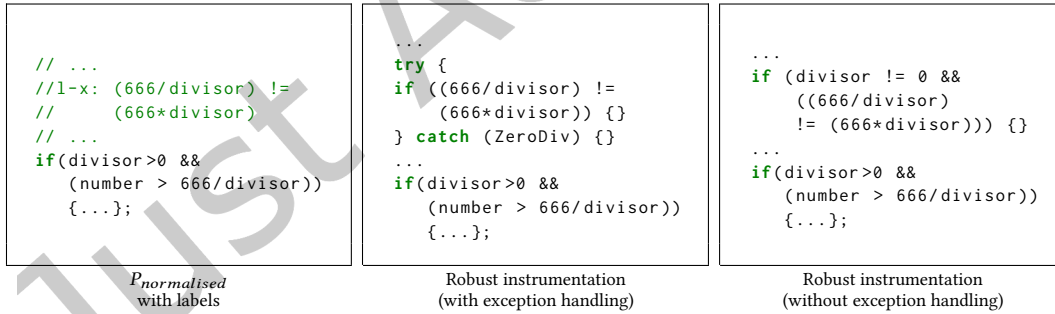 // ...
//l-x: (666/divisor) !=
// (666*divisor)
// ...
if(divisor>0 &&
(number > 666/divisor))
{...};
P_normalised
with labels
...
try {
if ((666/divisor) !=
(666*divisor)) {}
} catch (ZeroDiv) {}
...
if(divisor>0 &&
(number > 666/divisor))
{...};
Robust instrumentation
(with exception handling)
...
if (divisor != 0 &&
((666/divisor)
!= (666*divisor))) {}
...
if(divisor>0 &&
(number > 666/divisor))
{...};
Robust instrumentation
(without exception handling)
Just A